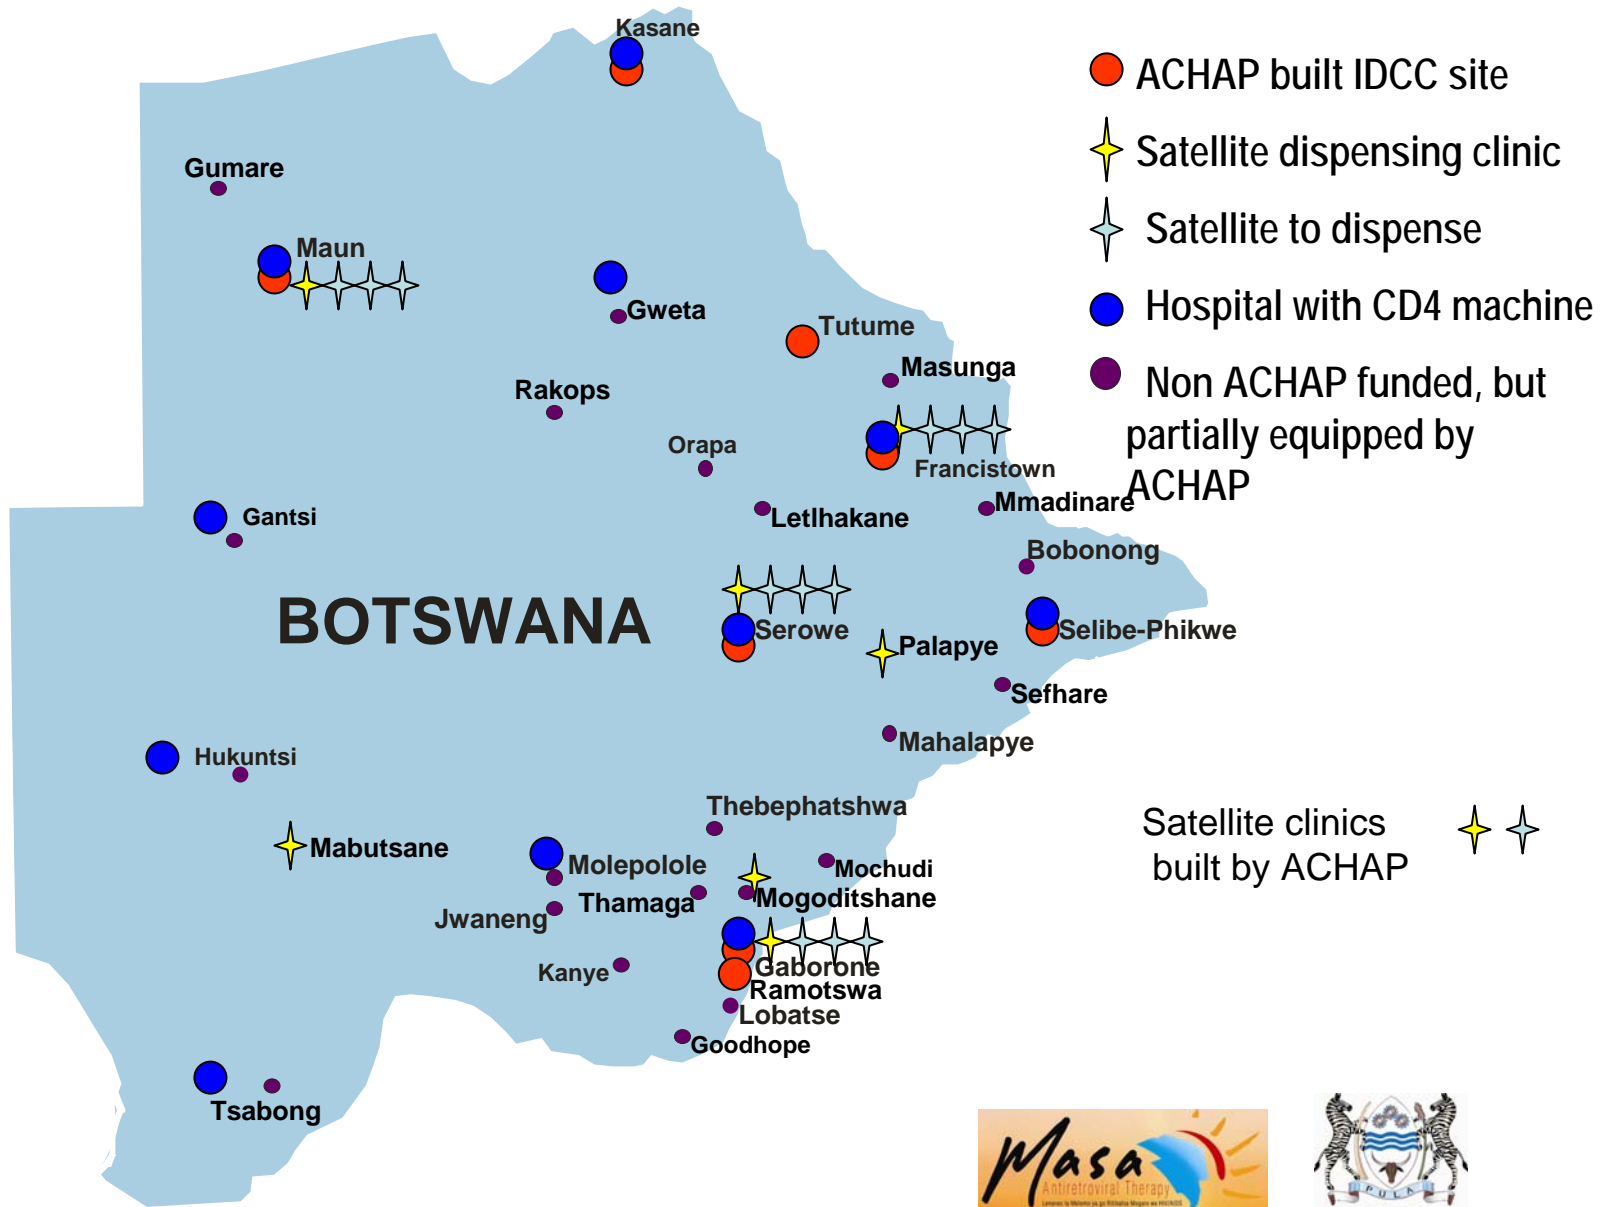 Kasane
ACHAP built IDCC site
Satellite dispensing clinic
Gumare
Satellite to dispense
Maun
Hospital with CD4 machine
Gweta
Tutume
Masunga
Non ACHAP funded, but
partially equipped by
ACHAP
Rakops
Orapa
Francistown
Mmadinare
Letlhakane
Gantsi
Bobonong
BOTSWANA
Serowe
Selibe-Phikwe
Palapye
Sefhare
Mahalapye
Hukuntsi
Thebephatshwa
Satellite clinics
built by ACHAP
Mabutsane
Molepolole
Mochudi
Thamaga
Mogoditshane
Jwaneng
Gaborone
Kanye
Ramotswa
Lobatse
Goodhope
Tsabong
Masa
Antiretroviral Therapy
PULA